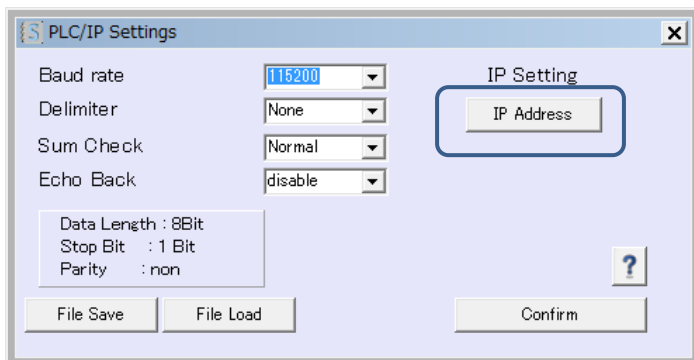 PLC/IP Settings
Baud rate 115200 IP Setting
Delimiter None IP Address
Sum Check Normal
Echo Back disable
Data Length : 8Bit
Stop Bit : 1 Bit
Parity : non
?
File Save File Load Confirm